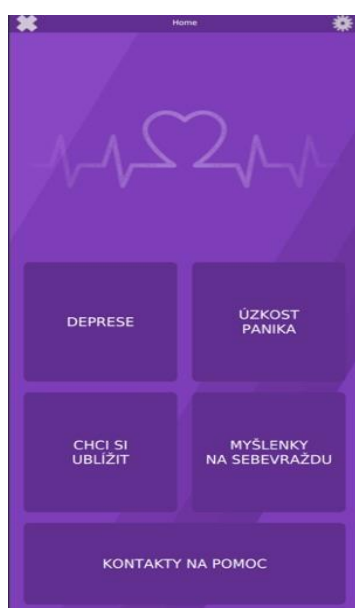 Home
DEPRESE
ÚZKOST
PANIKA
CHCI SI
UBLÍŽIT
MYŠLENKY
NA SEBEVRAŽDU
KONTAKTY NA POMOC